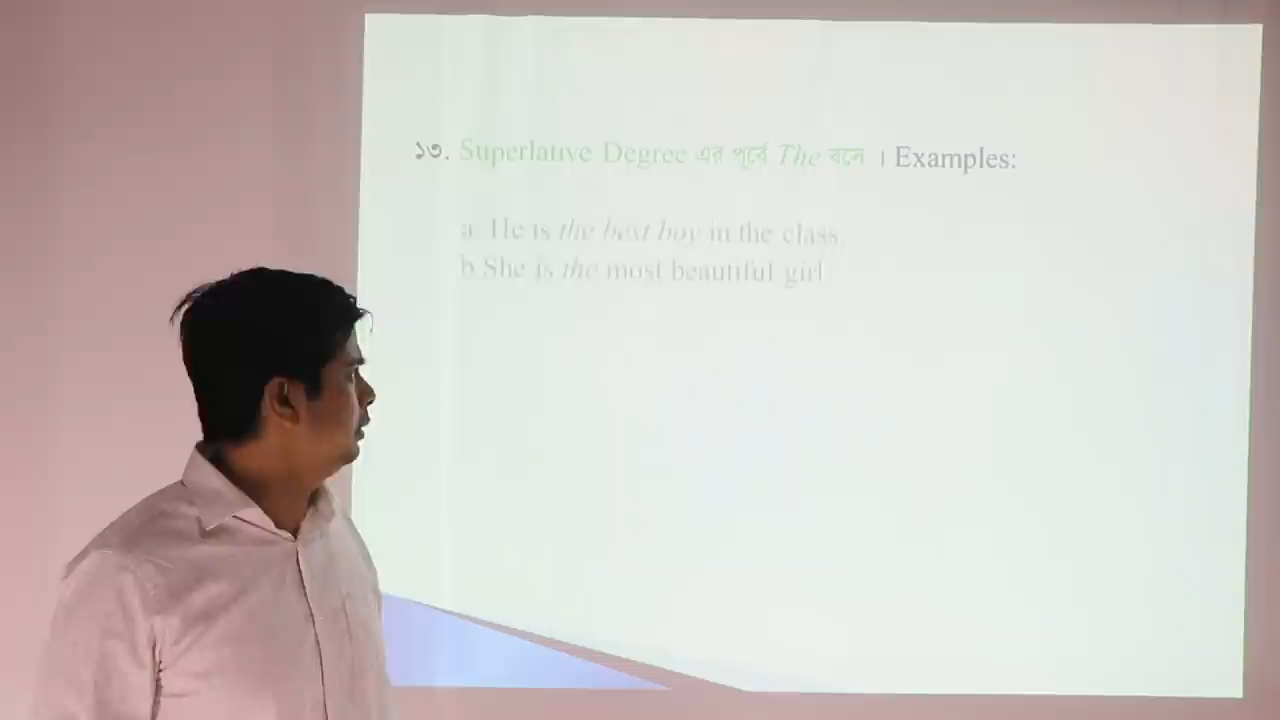 ১৩. Superlative Degree এর পূর্বে The বসে । Examples:
a. He is the best boy in the class.
b.She is the most beautiful girl